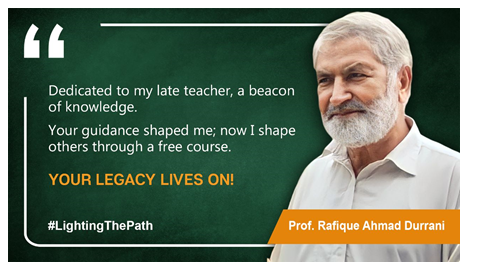 Dedicated to my late teacher, a beacon
of knowledge.
Your guidance shaped me; now I shape
others through a free course.
YOUR LEGACY LIVES ON!
#LightingThePath
Prof. Rafique Ahmad Durrani